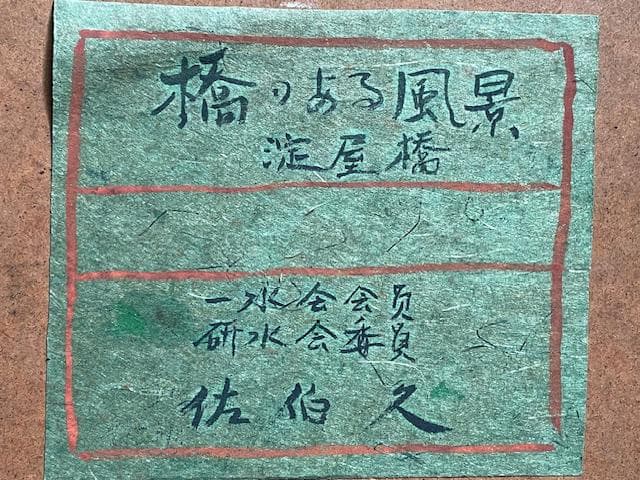 橋のある風景
淀屋橋
一水会会员
研水会委員
佐伯久